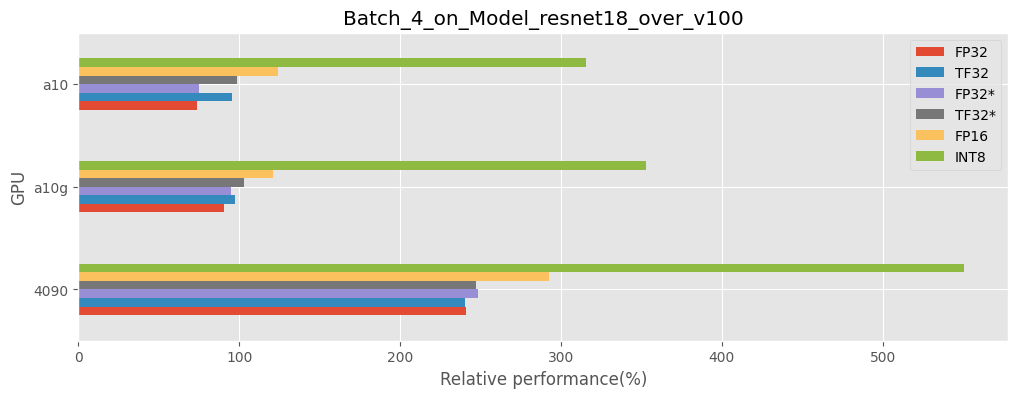 Batch_4_on_Model_resnet18_over_v100
FP32
TF32
FP32*
TF32*
FP16
INT8
GPU
a10
a10g
4090
0 100 200 300 400 500
Relative performance(%)